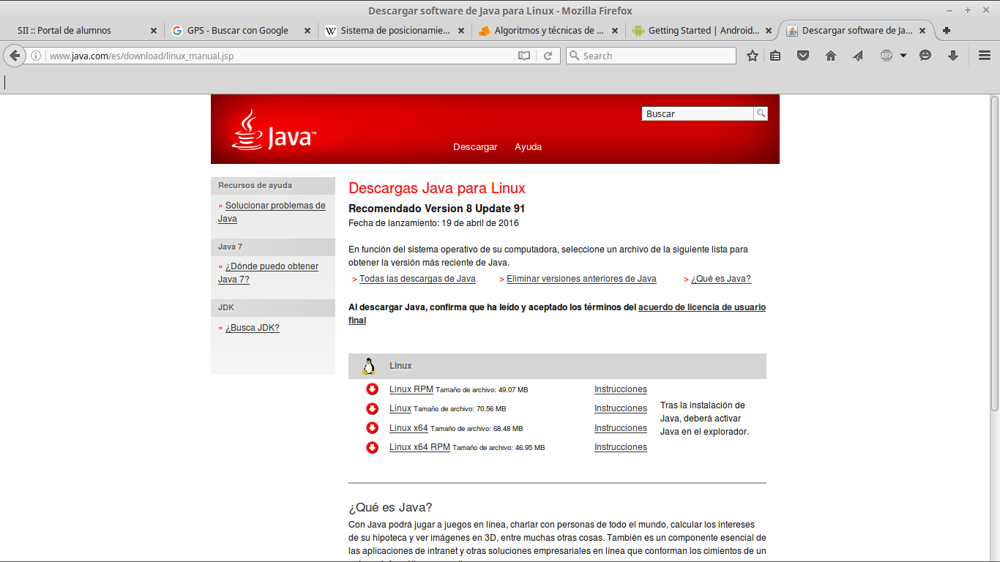 Descargar software de Java para Linux - Mozilla Firefox
SII :: Portal de alumnos
GPS - Buscar con Google
Sistema de posicionamie...
Algoritmos y técnicas de ...
Getting Started | Android...
Descargar software de Ja...
www.java.com/es/download/linux_manual.jsp
Search
ABP
Java™
Buscar
Descargar
Ayuda
Recursos de ayuda
» Solucionar problemas de
Java
Java 7
» ¿Dónde puedo obtener
Java 7?
JDK
» ¿Busca JDK?
Descargas Java para Linux
Recomendado Version 8 Update 91
Fecha de lanzamiento: 19 de abril de 2016
En función del sistema operativo de su computadora, seleccione un archivo de la siguiente lista para
obtener la versión más reciente de Java.
> Todas las descargas de Java
> Eliminar versiones anteriores de Java
> ¿Qué es Java?
Al descargar Java, confirma que ha leído y aceptado los términos del acuerdo de licencia de usuario
final
Linux
Linux RPM Tamaño de archivo: 49.07 MB
Instrucciones
Linux Tamaño de archivo: 70.56 MB
Instrucciones
Linux x64 Tamaño de archivo: 68.48 MB
Instrucciones
Linux x64 RPM Tamaño de archivo: 46.95 MB
Instrucciones
Tras la instalación de
Java, deberá activar
Java en el explorador.
¿Qué es Java?
Con Java podrá jugar a juegos en línea, charlar con personas de todo el mundo, calcular los intereses
de su hipoteca y ver imágenes en 3D, entre muchas otras cosas. También es un componente esencial de
las aplicaciones de intranet y otras soluciones empresariales en línea que conforman los cimientos de un